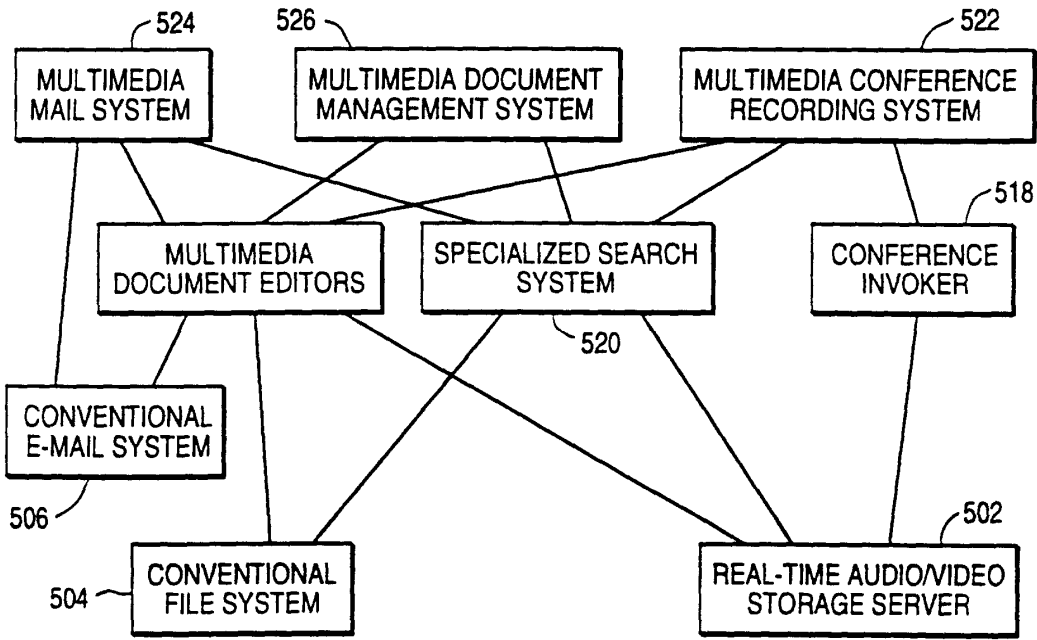 524
526
522
MULTIMEDIA
MAIL SYSTEM
MULTIMEDIA DOCUMENT
MANAGEMENT SYSTEM
MULTIMEDIA CONFERENCE
RECORDING SYSTEM
518
MULTIMEDIA
DOCUMENT EDITORS
SPECIALIZED SEARCH
SYSTEM
CONFERENCE
INVOKER
520
CONVENTIONAL
E-MAIL SYSTEM
506
502
504
CONVENTIONAL
FILE SYSTEM
REAL-TIME AUDIO/VIDEO
STORAGE SERVER